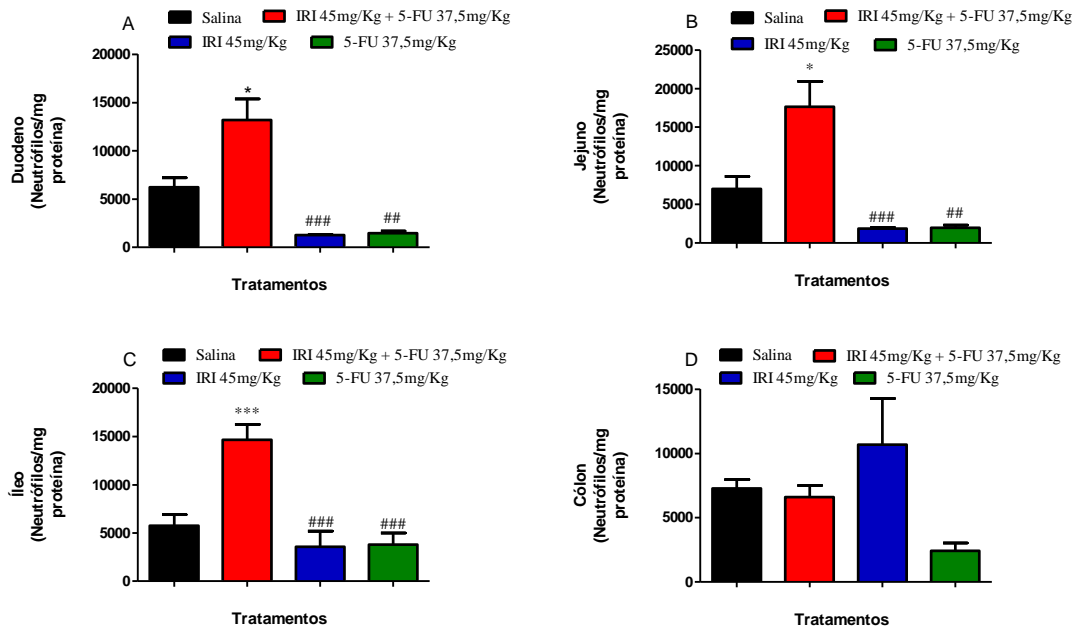 A
Salina IRI 45mg/Kg + 5-FU 37,5mg/Kg
IRI 45mg/Kg 5-FU 37,5mg/Kg
20000
15000
10000
5000
0
Duodeno
(Neutrófilos/mg
proteína)
*
###
##
Tratamentos
B
Salina IRI 45mg/Kg + 5-FU 37,5mg/Kg
IRI 45mg/Kg 5-FU 37,5mg/Kg
25000
20000
15000
10000
5000
0
Jejuno
(Neutrófilos/mg
proteína)
*
###
##
Tratamentos
C
Salina IRI 45mg/Kg + 5-FU 37,5mg/Kg
IRI 45mg/Kg 5-FU 37,5mg/Kg
20000
15000
10000
5000
0
Íleo
(Neutrófilos/mg
proteína)
***
###
###
Tratamentos
D
Salina IRI 45mg/Kg + 5-FU 37,5mg/Kg
IRI 45mg/Kg 5-FU 37,5mg/Kg
15000
10000
5000
0
Cólon
(Neutrófilos/mg
proteína)
Tratamentos